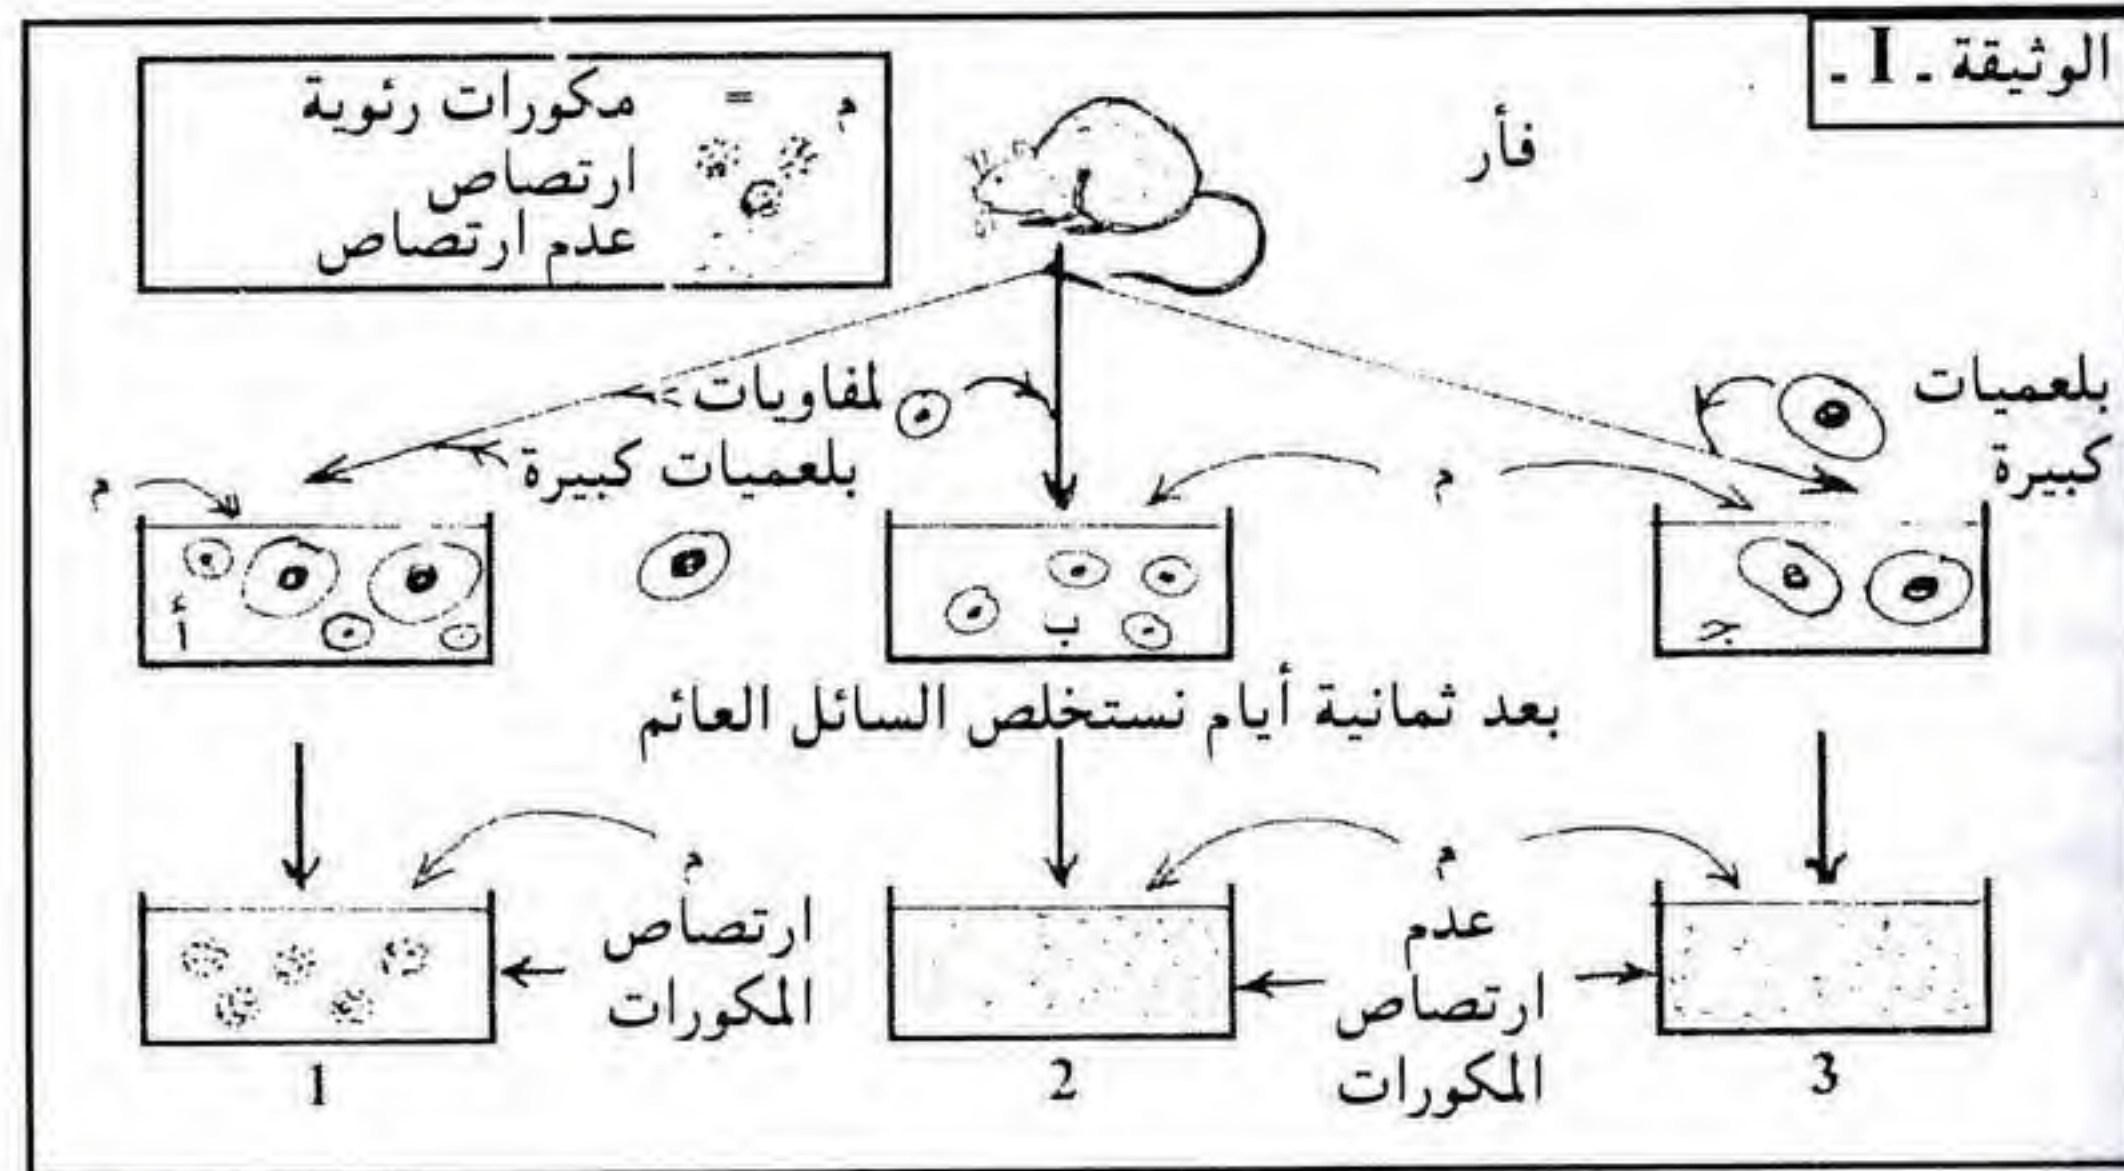 الوثيقة ـ I ـ
م = مكورات رئوية
ارتصاص
عدم ارتصاص
فأر
بلعميات
كبيرة
لمفاويات
بلعميات كبيرة
م
م
أ
ب
جـ
بعد ثمانية أيام نستخلص السائل العائم
م
م
ارتصاص
المكورات
عدم
ارتصاص
المكورات
1
2
3